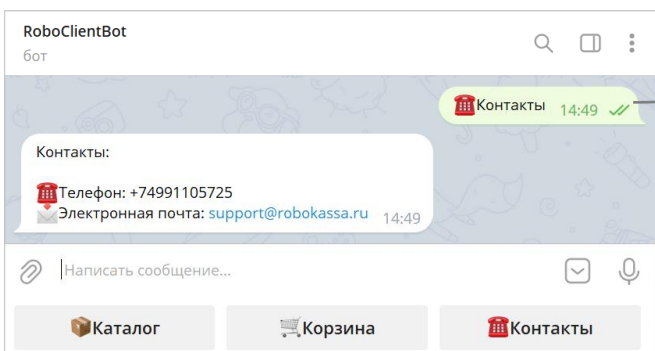 RoboClientBot
бот
☎️Контакты 14:49
Контакты:
☎️Телефон: +74991105725
📩Электронная почта: support@robokassa.ru 14:49
Написать сообщение...
📦Каталог
🛒Корзина
☎️Контакты